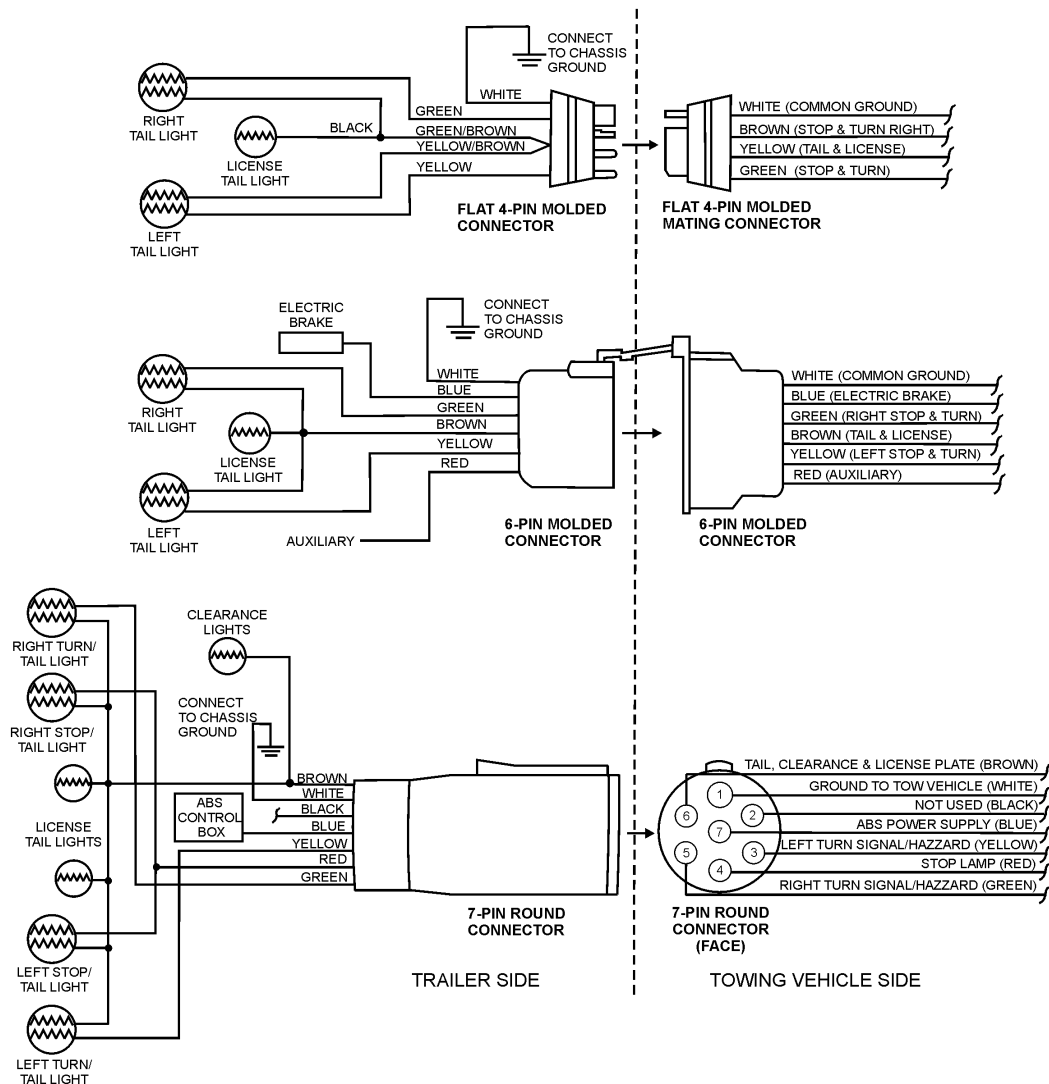 CONNECT
TO CHASSIS
GROUND
WHITE
GREEN
BLACK
GREEN/BROWN
YELLOW/BROWN
YELLOW
RIGHT
TAIL LIGHT
LICENSE
TAIL LIGHT
LEFT
TAIL LIGHT
FLAT 4-PIN MOLDED
CONNECTOR
WHITE (COMMON GROUND)
BROWN (STOP & TURN RIGHT)
YELLOW (TAIL & LICENSE)
GREEN (STOP & TURN)
FLAT 4-PIN MOLDED
MATING CONNECTOR
ELECTRIC
BRAKE
CONNECT
TO CHASSIS
GROUND
WHITE
BLUE
GREEN
BROWN
YELLOW
RED
RIGHT
TAIL LIGHT
LICENSE
TAIL LIGHT
LEFT
TAIL LIGHT
AUXILIARY
6-PIN MOLDED
CONNECTOR
WHITE (COMMON GROUND)
BLUE (ELECTRIC BRAKE)
GREEN (RIGHT STOP & TURN)
BROWN (TAIL & LICENSE)
YELLOW (LEFT STOP & TURN)
RED (AUXILIARY)
6-PIN MOLDED
CONNECTOR
RIGHT TURN/
TAIL LIGHT
CLEARANCE
LIGHTS
RIGHT STOP/
TAIL LIGHT
CONNECT
TO CHASSIS
GROUND
LICENSE
TAIL LIGHTS
ABS
CONTROL
BOX
BROWN
WHITE
BLACK
BLUE
YELLOW
RED
GREEN
LEFT STOP/
TAIL LIGHT
LEFT TURN/
TAIL LIGHT
7-PIN ROUND
CONNECTOR
TAIL, CLEARANCE & LICENSE PLATE (BROWN)
GROUND TO TOW VEHICLE (WHITE)
NOT USED (BLACK)
ABS POWER SUPPLY (BLUE)
LEFT TURN SIGNAL/HAZZARD (YELLOW)
STOP LAMP (RED)
RIGHT TURN SIGNAL/HAZZARD (GREEN)
1
6
2
7
5
3
4
7-PIN ROUND
CONNECTOR
(FACE)
TRAILER SIDE
TOWING VEHICLE SIDE